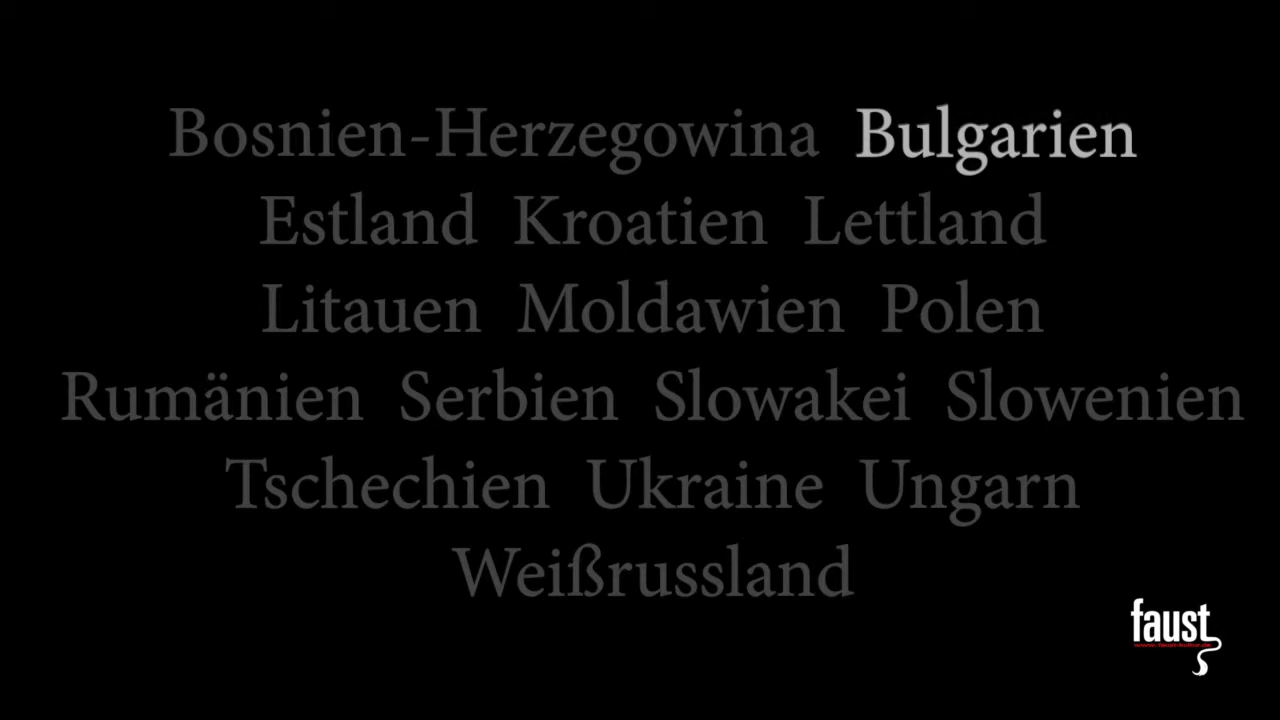 Bosnien-Herzegowina Bulgarien
Estland Kroatien Lettland
Litauen Moldawien Polen
Rumänien Serbien Slowakei Slowenien
Tschechien Ukraine Ungarn
Weißrussland
faust